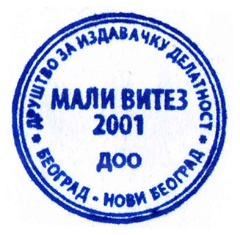 ДРУШТВО ЗА ИЗДАВАЧКУ ДЕЛАТНОСТ
МАЛИ ВИТЕЗ
2001
ДОО
* БЕОГРАД - НОВИ БЕОГРАД *